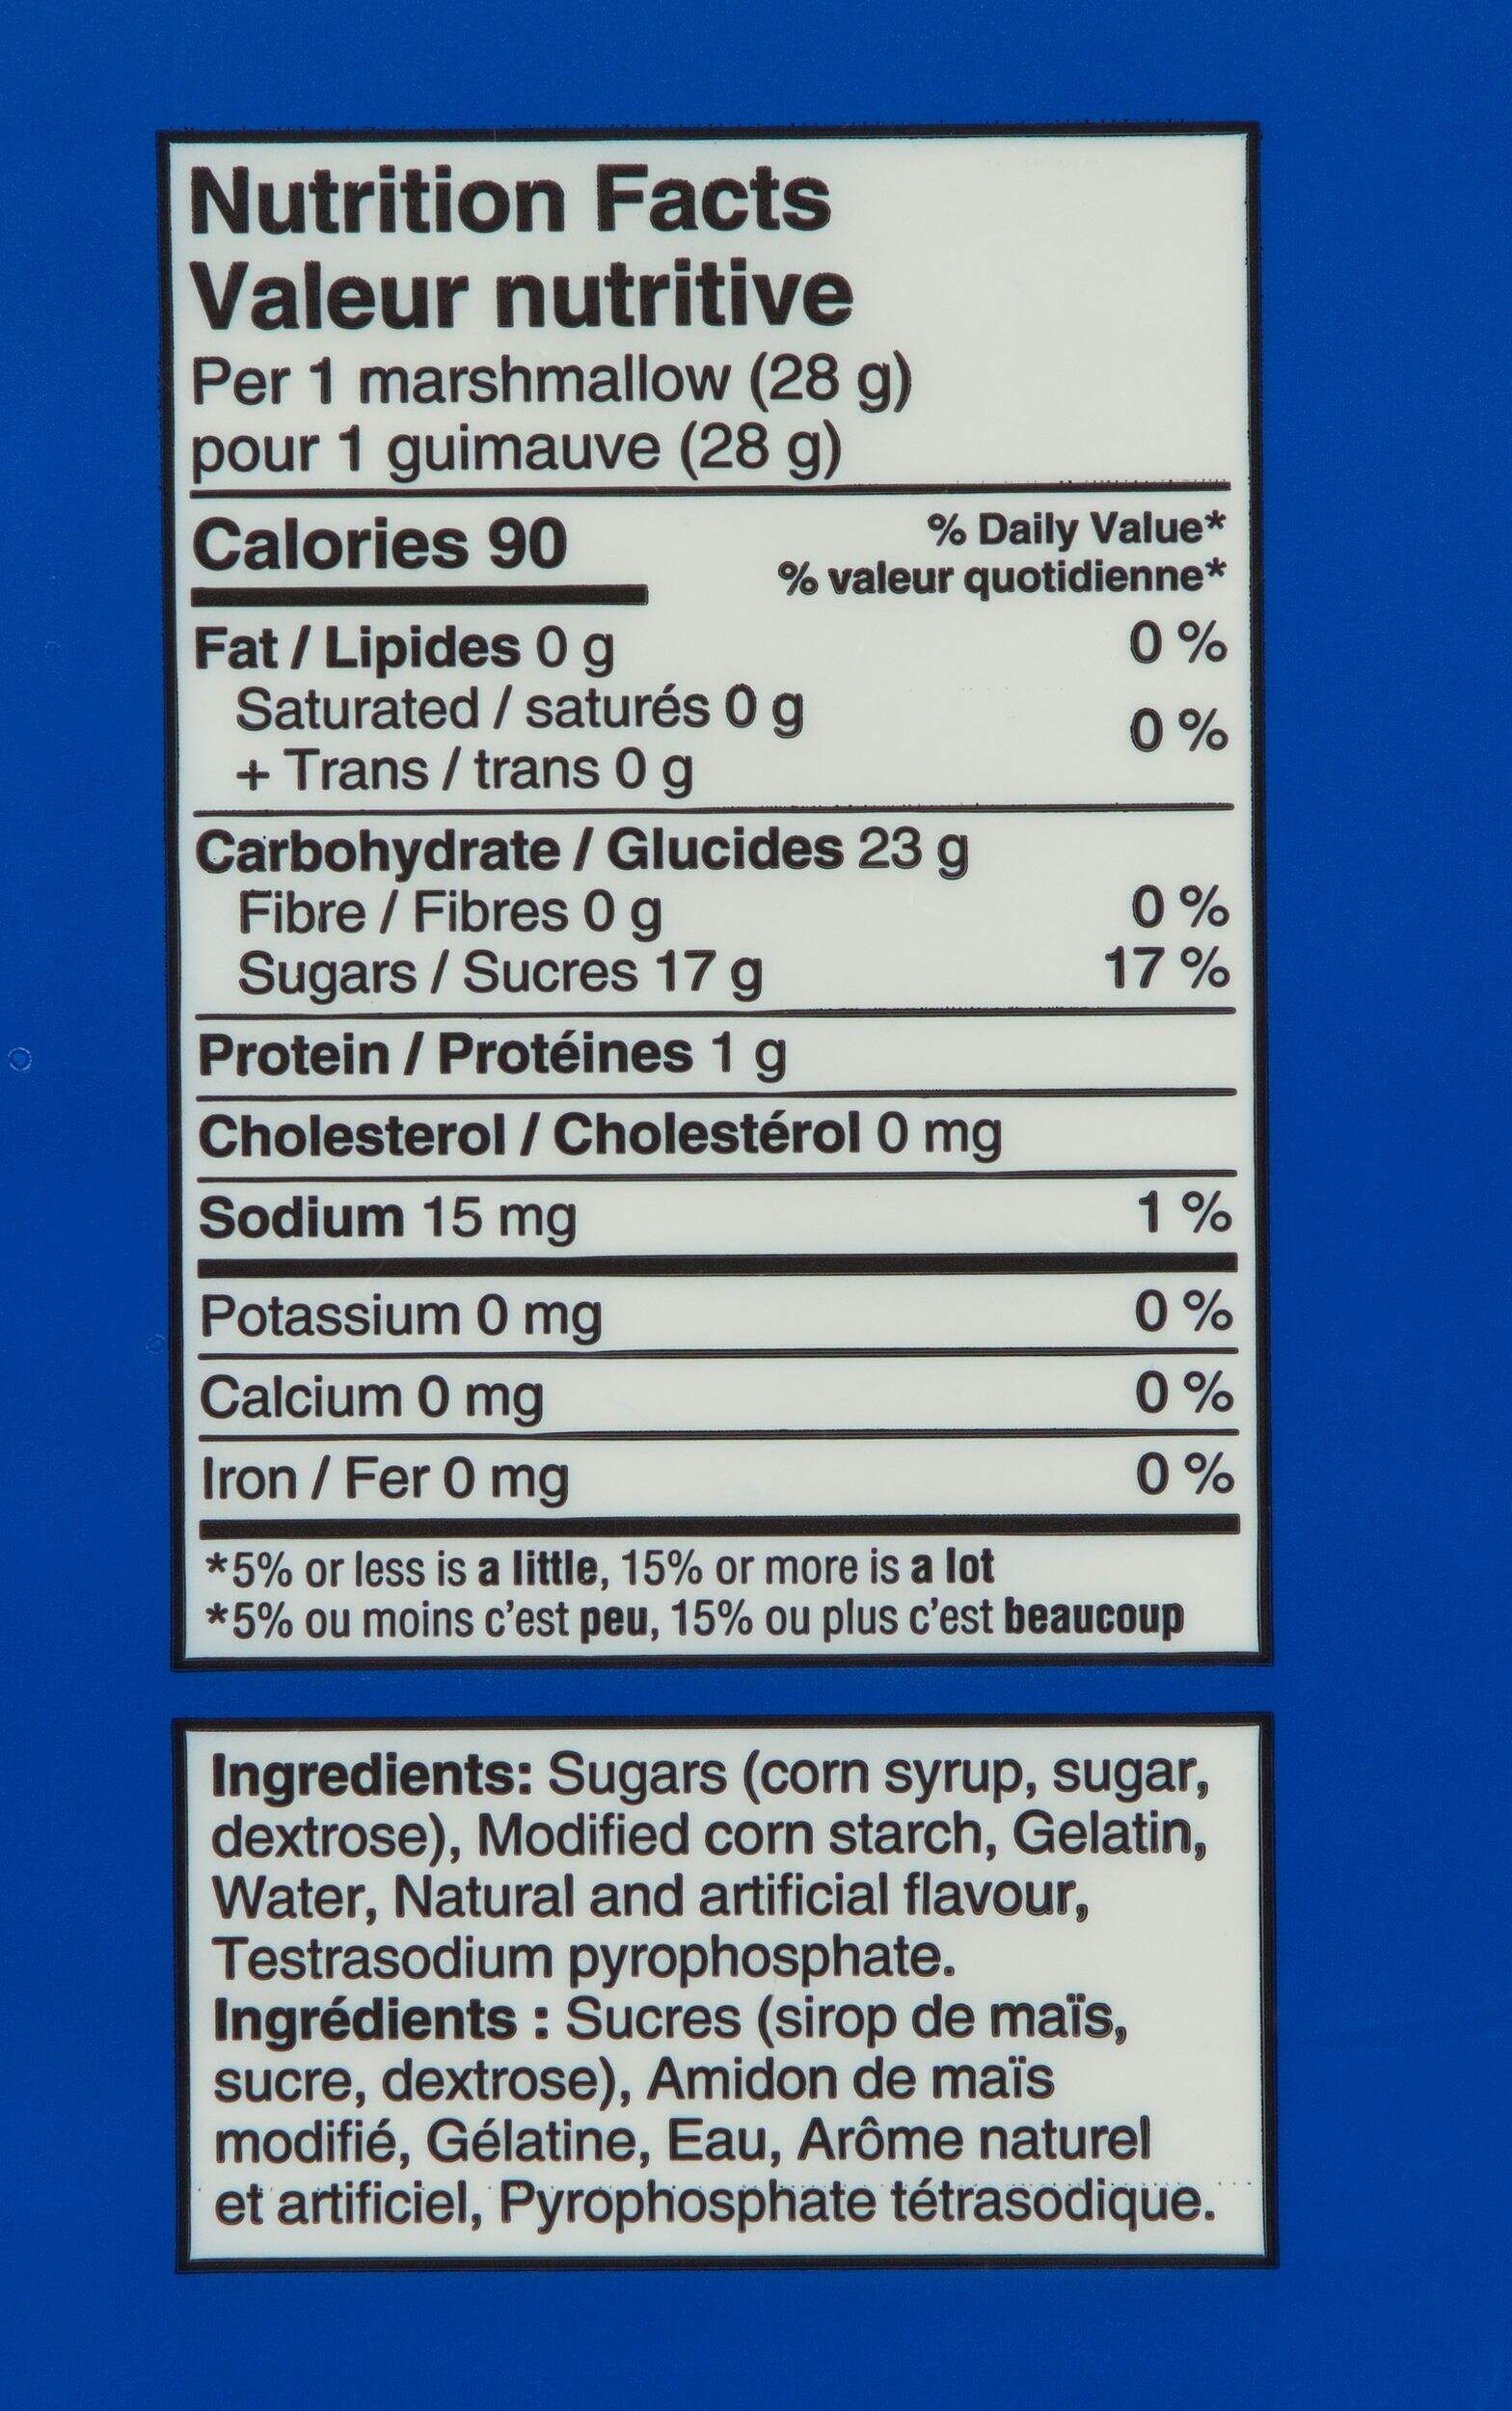 Nutrition Facts
Valeur nutritive
Per 1 marshmallow (28 g)
pour 1 guimauve (28 g)
Calories 90
% Daily Value*
% valeur quotidienne*
Fat / Lipides 0 g 0 %
Saturated / saturés 0 g
+ Trans / trans 0 g 0 %
Carbohydrate / Glucides 23 g
Fibre / Fibres 0 g 0 %
Sugars / Sucres 17 g 17 %
Protein / Protéines 1 g
Cholesterol / Cholestérol 0 mg
Sodium 15 mg 1 %
Potassium 0 mg 0 %
Calcium 0 mg 0 %
Iron / Fer 0 mg 0 %
*5% or less is a little, 15% or more is a lot
*5% ou moins c'est peu, 15% ou plus c'est beaucoup
Ingredients: Sugars (corn syrup, sugar,
dextrose), Modified corn starch, Gelatin,
Water, Natural and artificial flavour,
Testrasodium pyrophosphate.
Ingrédients : Sucres (sirop de maïs,
sucre, dextrose), Amidon de maïs
modifié, Gélatine, Eau, Arôme naturel
et artificiel, Pyrophosphate tétrasodique.